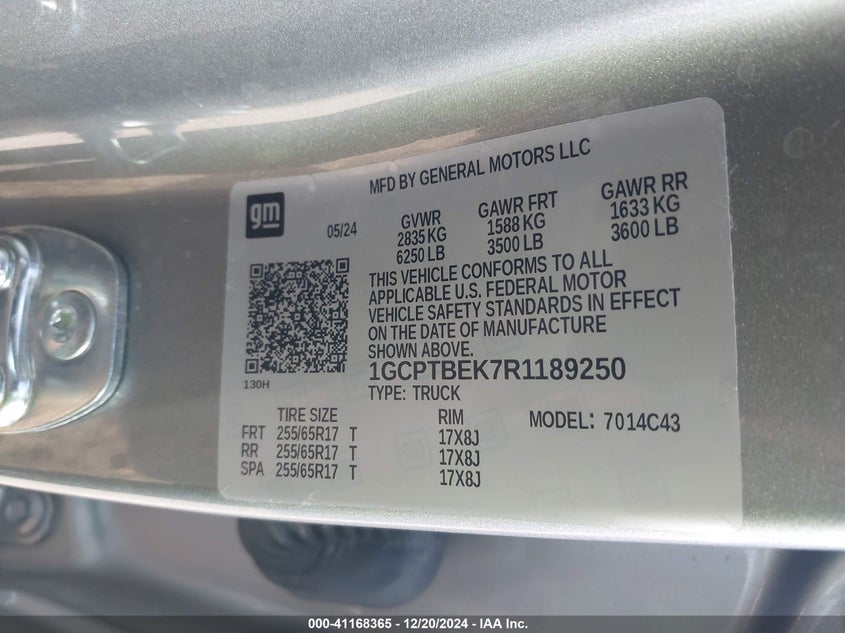 MFD BY GENERAL MOTORS LLC
gm
05/24
GVWR GAWR FRT GAWR RR
2835 KG 1588 KG 1633 KG
6250 LB 3500 LB 3600 LB
THIS VEHICLE CONFORMS TO ALL
APPLICABLE U.S. FEDERAL MOTOR
VEHICLE SAFETY STANDARDS IN EFFECT
ON THE DATE OF MANUFACTURE
SHOWN ABOVE.
1GCPTBEK7R1189250
130H
TYPE: TRUCK
TIRE SIZE RIM MODEL: 7014C43
FRT 255/65R17 T 17X8J
RR 255/65R17 T 17X8J
SPA 255/65R17 T 17X8J
000-41168365 - 12/20/2024 - IAA Inc.